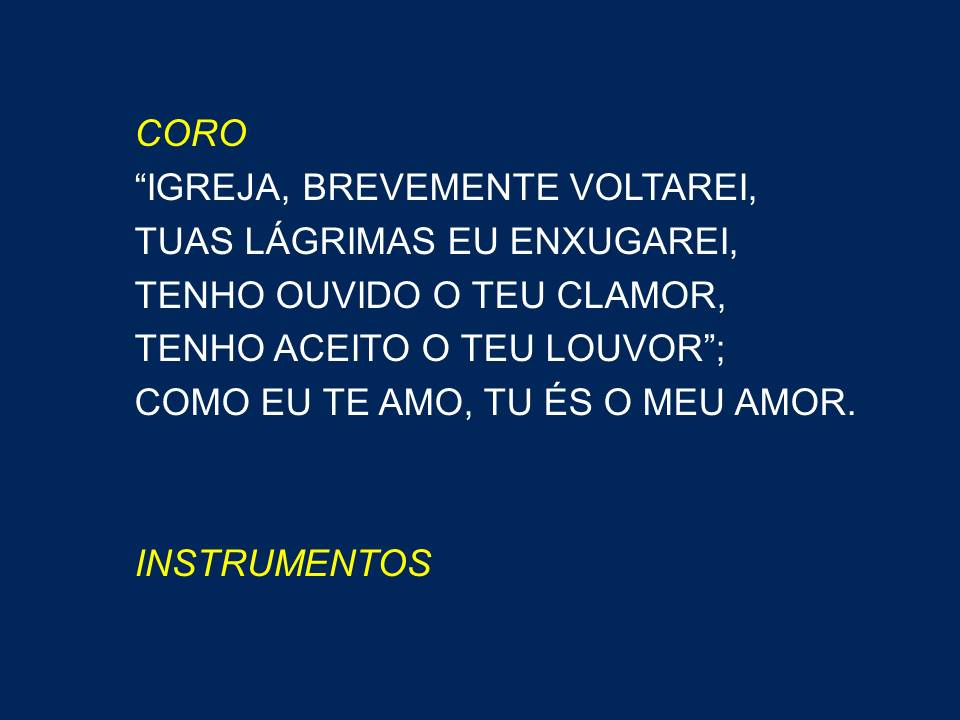 CORO
“IGREJA, BREVEMENTE VOLTAREI,
TUAS LÁGRIMAS EU ENXUGAREI,
TENHO OUVIDO O TEU CLAMOR,
TENHO ACEITO O TEU LOUVOR”;
COMO EU TE AMO, TU ÉS O MEU AMOR.
INSTRUMENTOS